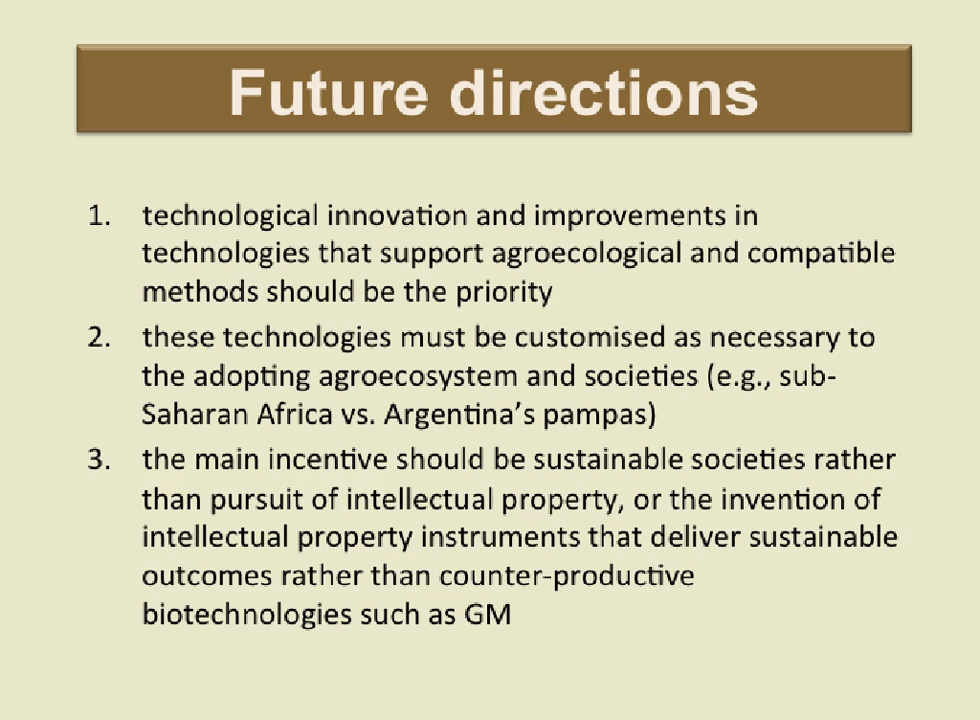 Future directions
1. technological innovation and improvements in
technologies that support agroecological and compatible
methods should be the priority
2. these technologies must be customised as necessary to
the adopting agroecosystem and societies (e.g., sub-
Saharan Africa vs. Argentina's pampas)
3. the main incentive should be sustainable societies rather
than pursuit of intellectual property, or the invention of
intellectual property instruments that deliver sustainable
outcomes rather than counter-productive
biotechnologies such as GM